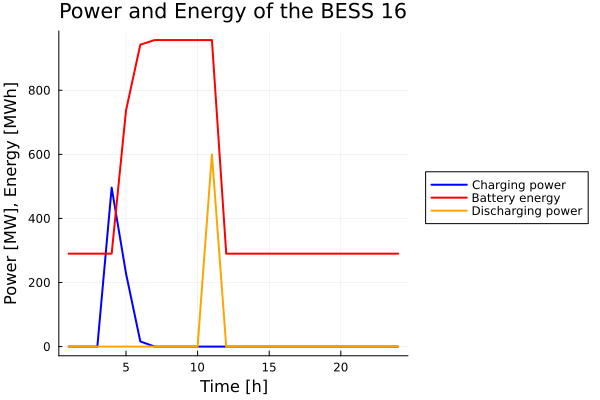 Power and Energy of the BESS 16
Power [MW], Energy [MWh]
800
600
400
200
0
5
10
15
20
Time [h]
Charging power
Battery energy
Discharging power